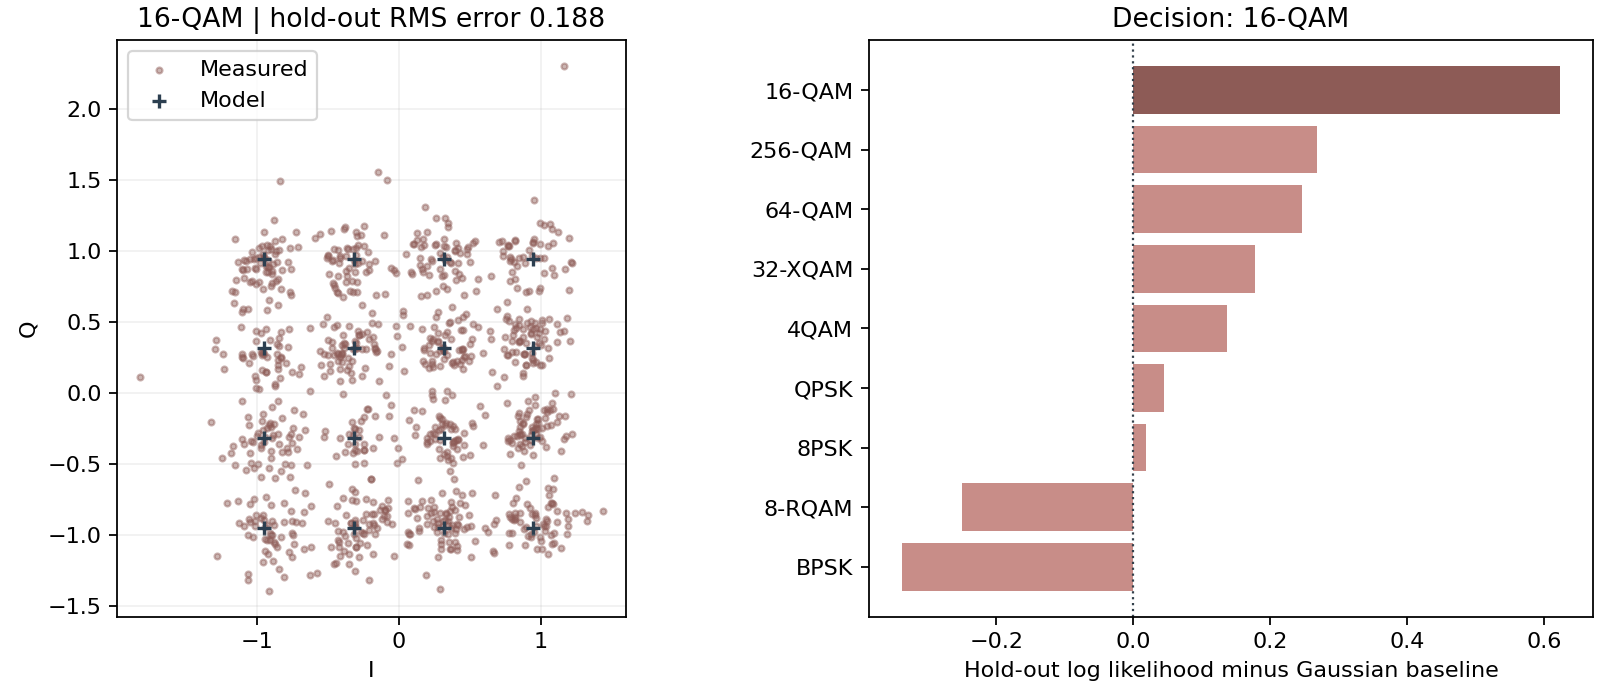 16-QAM | hold-out RMS error 0.188
Measured
Model
2.0
1.5
1.0
0.5
0.0
−0.5
−1.0
−1.5
Q
−1
0
1
I
Decision: 16-QAM
16-QAM
256-QAM
64-QAM
32-XQAM
4QAM
QPSK
8PSK
8-RQAM
BPSK
−0.2
0.0
0.2
0.4
0.6
Hold-out log likelihood minus Gaussian baseline